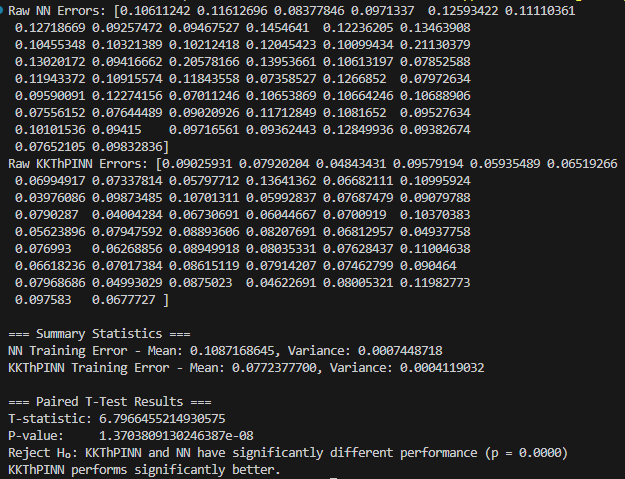 Raw NN Errors: [0.10611242 0.11612696 0.08377846 0.0971337  0.12593422 0.11110361
 0.12718669 0.09257472 0.09467527 0.1454641  0.12236205 0.13463908
 0.10455348 0.10321389 0.10212418 0.12045423 0.10099434 0.21130379
 0.13020172 0.09416662 0.20578166 0.13953661 0.10613197 0.07852588
 0.11943372 0.10915574 0.11843558 0.07358527 0.1266852  0.07972634
 0.09590091 0.12274156 0.07011246 0.10653869 0.10664246 0.10688906
 0.07556152 0.07644489 0.09020926 0.11712849 0.1081652  0.09527634
 0.10101536 0.09415    0.09716561 0.09362443 0.12849936 0.09382674
 0.07652105 0.09832836]
Raw KKThPINN Errors: [0.09025931 0.07920204 0.04843431 0.09579194 0.05935489 0.06519266
 0.06994917 0.07337814 0.05797712 0.13641362 0.06682111 0.10995924
 0.03976086 0.09873485 0.10701311 0.05992837 0.07687479 0.09079788
 0.0790287  0.04004284 0.06730691 0.06044667 0.0700919  0.10370383
 0.05623896 0.07947592 0.08893606 0.08207691 0.06812957 0.04937758
 0.076993   0.06268856 0.08949918 0.08035331 0.07628437 0.11004638
 0.06618236 0.07017384 0.08615119 0.07914207 0.07462799 0.090464
 0.07968686 0.04993029 0.0875023  0.04622691 0.08005321 0.11982773
 0.097583   0.0677727 ]
=== Summary Statistics ===
NN Training Error - Mean: 0.1087168645, Variance: 0.0007448718
KKThPINN Training Error - Mean: 0.0772377700, Variance: 0.0004119032
=== Paired T-Test Results ===
T-statistic: 6.7966455214930575
P-value:     1.3703809130246387e-08
Reject H₀: KKThPINN and NN have significantly different performance (p = 0.0000)
KKThPINN performs significantly better.